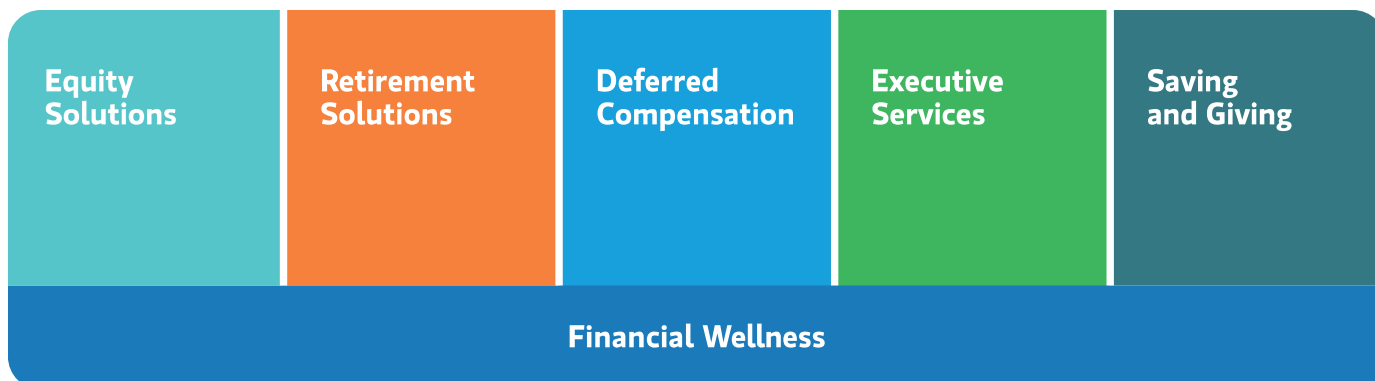 Equity
Solutions
Retirement
Solutions
Deferred
Compensation
Executive
Services
Saving
and Giving
Financial Wellness